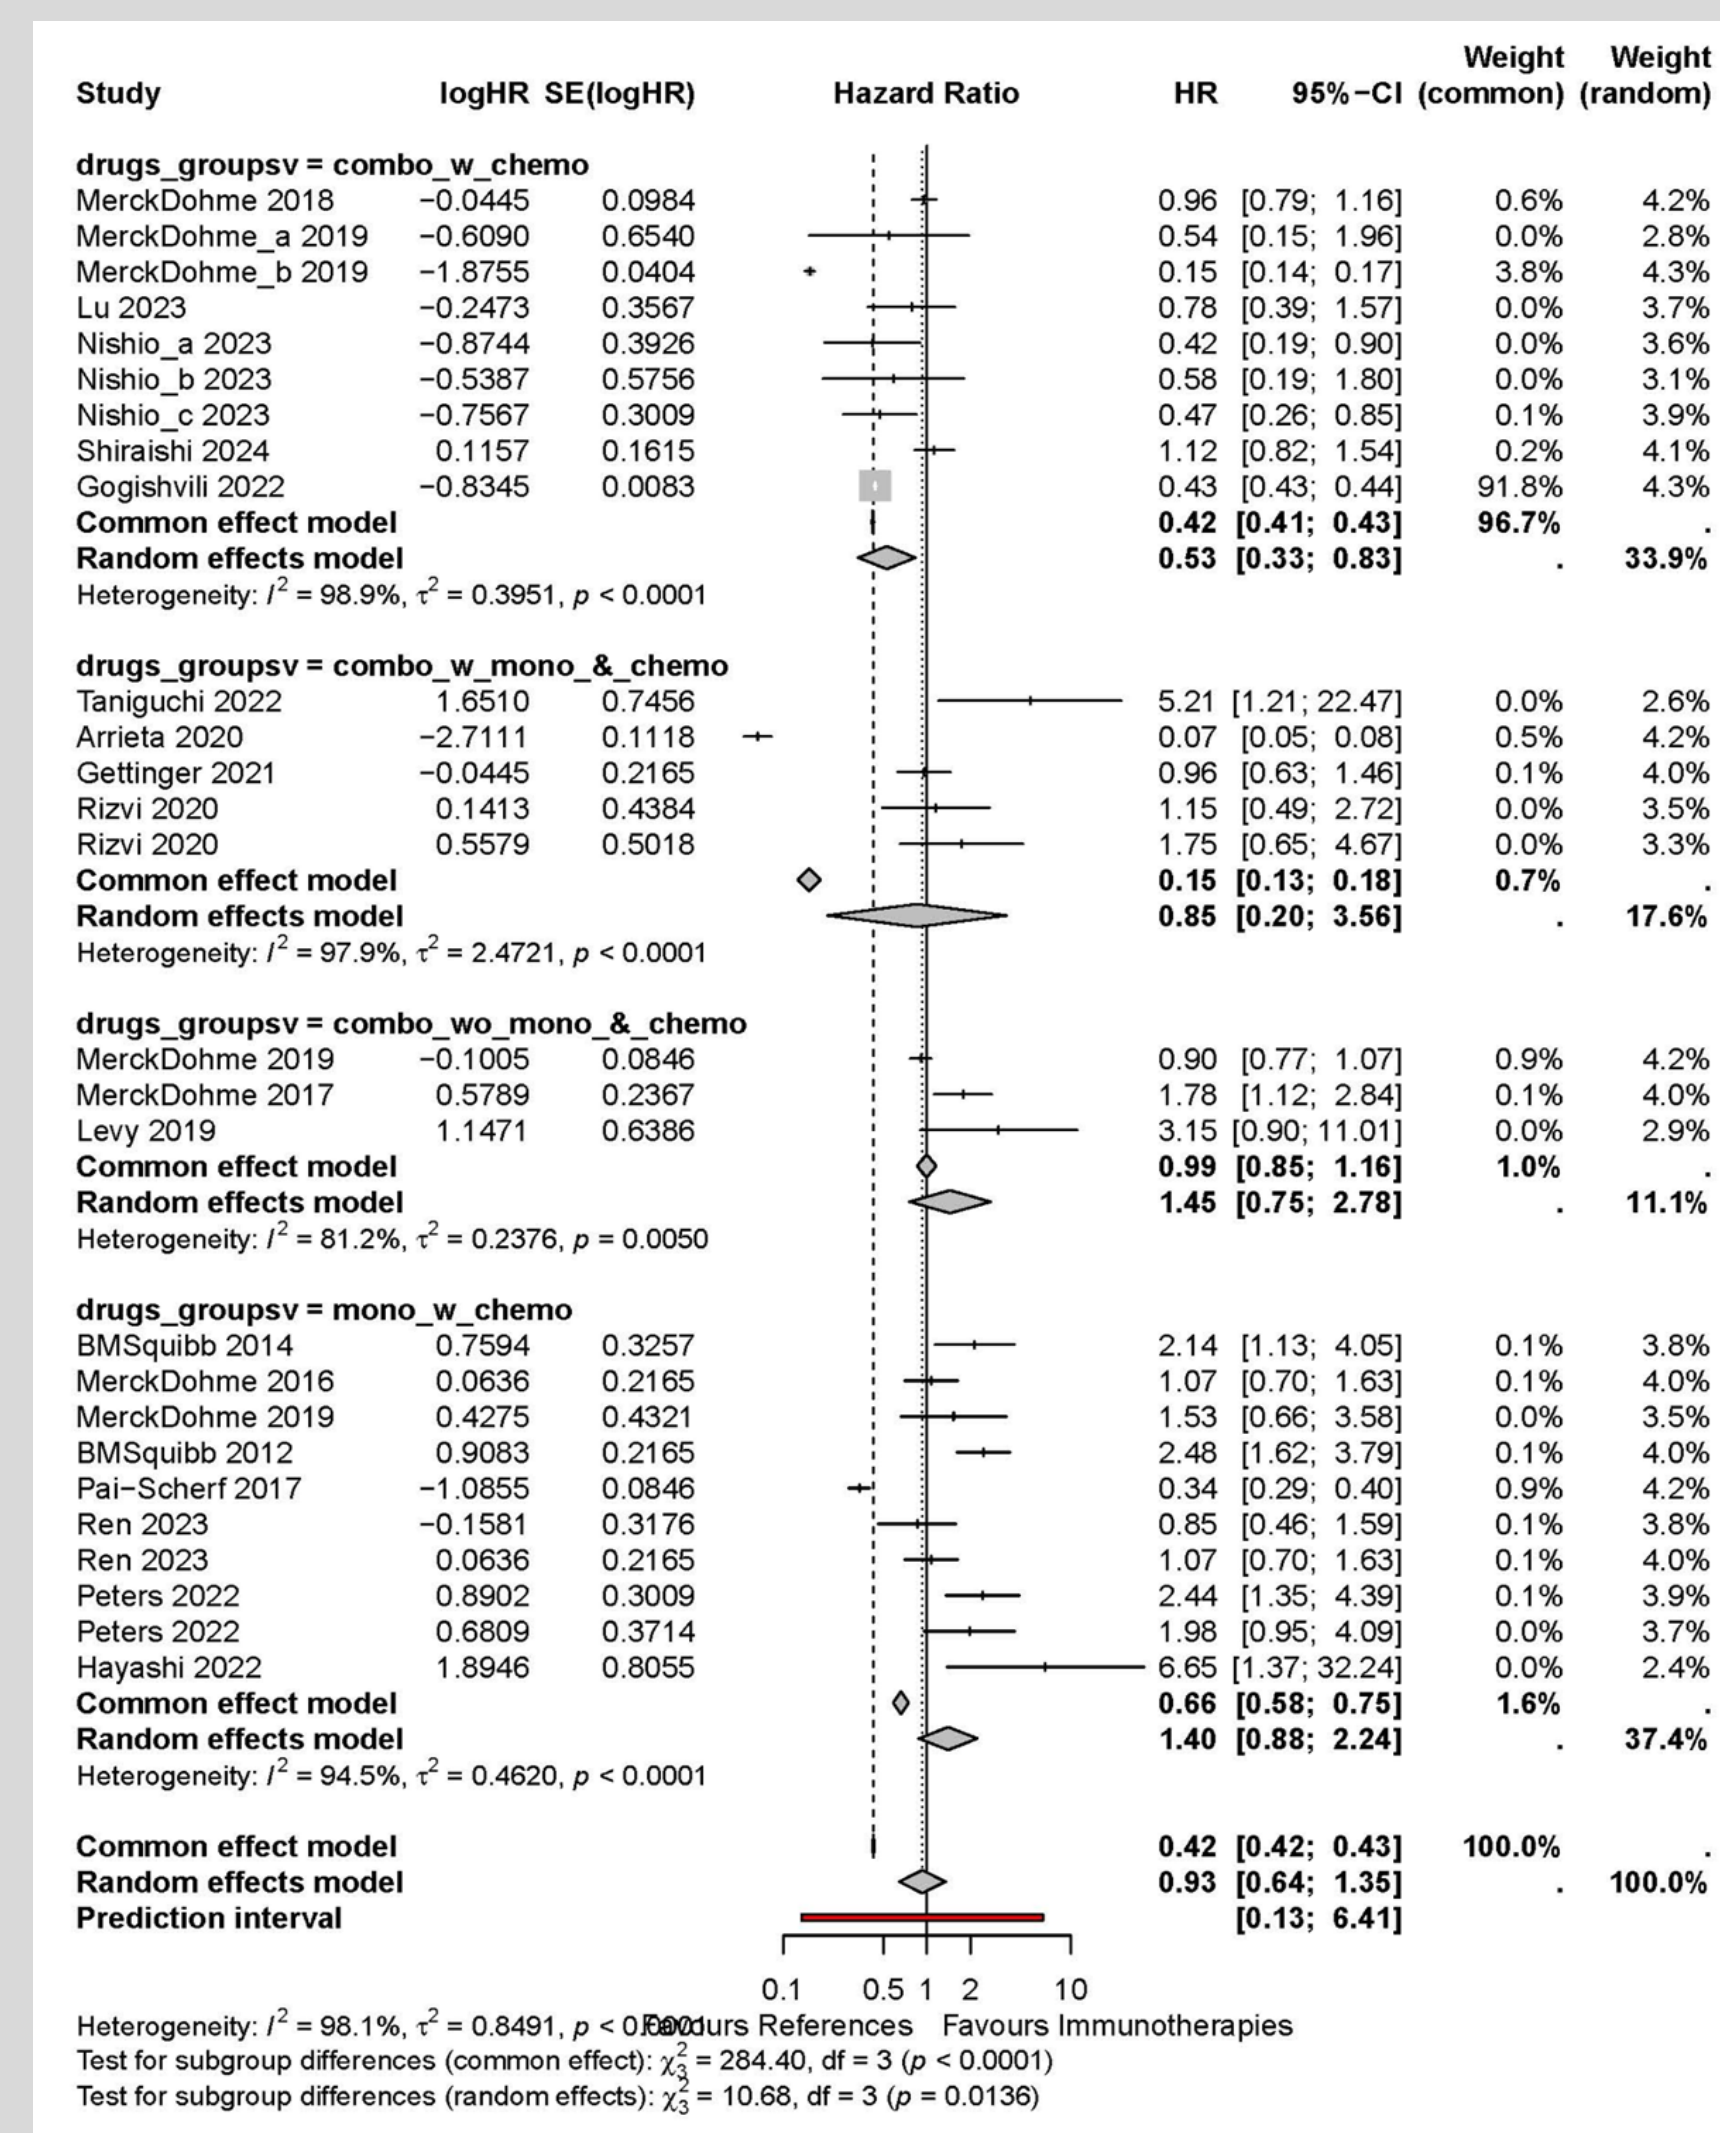 Weight Weight
Study logHR SE(logHR) Hazard Ratio HR 95%−CI (common) (random)
drugs_groupsv = combo_w_chemo
MerckDohme 2018 −0.0445 0.0984 0.96 [0.79; 1.16] 0.6% 4.2%
MerckDohme_a 2019 −0.6090 0.6540 0.54 [0.15; 1.96] 0.0% 2.8%
MerckDohme_b 2019 −1.8755 0.0404 0.15 [0.14; 0.17] 3.8% 4.3%
Lu 2023 −0.2473 0.3567 0.78 [0.39; 1.57] 0.0% 3.7%
Nishio_a 2023 −0.8744 0.3926 0.42 [0.19; 0.90] 0.0% 3.6%
Nishio_b 2023 −0.5387 0.5756 0.58 [0.19; 1.80] 0.0% 3.1%
Nishio_c 2023 −0.7567 0.3009 0.47 [0.26; 0.85] 0.1% 3.9%
Shiraishi 2024 0.1157 0.1615 1.12 [0.82; 1.54] 0.2% 4.1%
Gogishvili 2022 −0.8345 0.0083 0.43 [0.43; 0.44] 91.8% 4.3%
Common effect model 0.42 [0.41; 0.43] 96.7% .
Random effects model 0.53 [0.33; 0.83] . 33.9%
Heterogeneity: I² = 98.9%, τ² = 0.3951, p < 0.0001
drugs_groupsv = combo_w_mono_&_chemo
Taniguchi 2022 1.6510 0.7456 5.21 [1.21; 22.47] 0.0% 2.6%
Arrieta 2020 −2.7111 0.1118 0.07 [0.05; 0.08] 0.5% 4.2%
Gettinger 2021 −0.0445 0.2165 0.96 [0.63; 1.46] 0.1% 4.0%
Rizvi 2020 0.1413 0.4384 1.15 [0.49; 2.72] 0.0% 3.5%
Rizvi 2020 0.5579 0.5018 1.75 [0.65; 4.67] 0.0% 3.3%
Common effect model 0.15 [0.13; 0.18] 0.7% .
Random effects model 0.85 [0.20; 3.56] . 17.6%
Heterogeneity: I² = 97.9%, τ² = 2.4721, p < 0.0001
drugs_groupsv = combo_wo_mono_&_chemo
MerckDohme 2019 −0.1005 0.0846 0.90 [0.77; 1.07] 0.9% 4.2%
MerckDohme 2017 0.5789 0.2367 1.78 [1.12; 2.84] 0.1% 4.0%
Levy 2019 1.1471 0.6386 3.15 [0.90; 11.01] 0.0% 2.9%
Common effect model 0.99 [0.85; 1.16] 1.0% .
Random effects model 1.45 [0.75; 2.78] . 11.1%
Heterogeneity: I² = 81.2%, τ² = 0.2376, p = 0.0050
drugs_groupsv = mono_w_chemo
BMSquibb 2014 0.7594 0.3257 2.14 [1.13; 4.05] 0.1% 3.8%
MerckDohme 2016 0.0636 0.2165 1.07 [0.70; 1.63] 0.1% 4.0%
MerckDohme 2019 0.4275 0.4321 1.53 [0.66; 3.58] 0.0% 3.5%
BMSquibb 2012 0.9083 0.2165 2.48 [1.62; 3.79] 0.1% 4.0%
Pai−Scherf 2017 −1.0855 0.0846 0.34 [0.29; 0.40] 0.9% 4.2%
Ren 2023 −0.1581 0.3176 0.85 [0.46; 1.59] 0.1% 3.8%
Ren 2023 0.0636 0.2165 1.07 [0.70; 1.63] 0.1% 4.0%
Peters 2022 0.8902 0.3009 2.44 [1.35; 4.39] 0.1% 3.9%
Peters 2022 0.6809 0.3714 1.98 [0.95; 4.09] 0.0% 3.7%
Hayashi 2022 1.8946 0.8055 6.65 [1.37; 32.24] 0.0% 2.4%
Common effect model 0.66 [0.58; 0.75] 1.6% .
Random effects model 1.40 [0.88; 2.24] . 37.4%
Heterogeneity: I² = 94.5%, τ² = 0.4620, p < 0.0001
Common effect model 0.42 [0.42; 0.43] 100.0% .
Random effects model 0.93 [0.64; 1.35] . 100.0%
Prediction interval [0.13; 6.41]
0.1 0.5 1 2 10
Heterogeneity: I² = 98.1%, τ² = 0.8491, p < 0.0001 Favours References Favours Immunotherapies
Test for subgroup differences (common effect): χ²₃ = 284.40, df = 3 (p < 0.0001)
Test for subgroup differences (random effects): χ²₃ = 10.68, df = 3 (p = 0.0136)